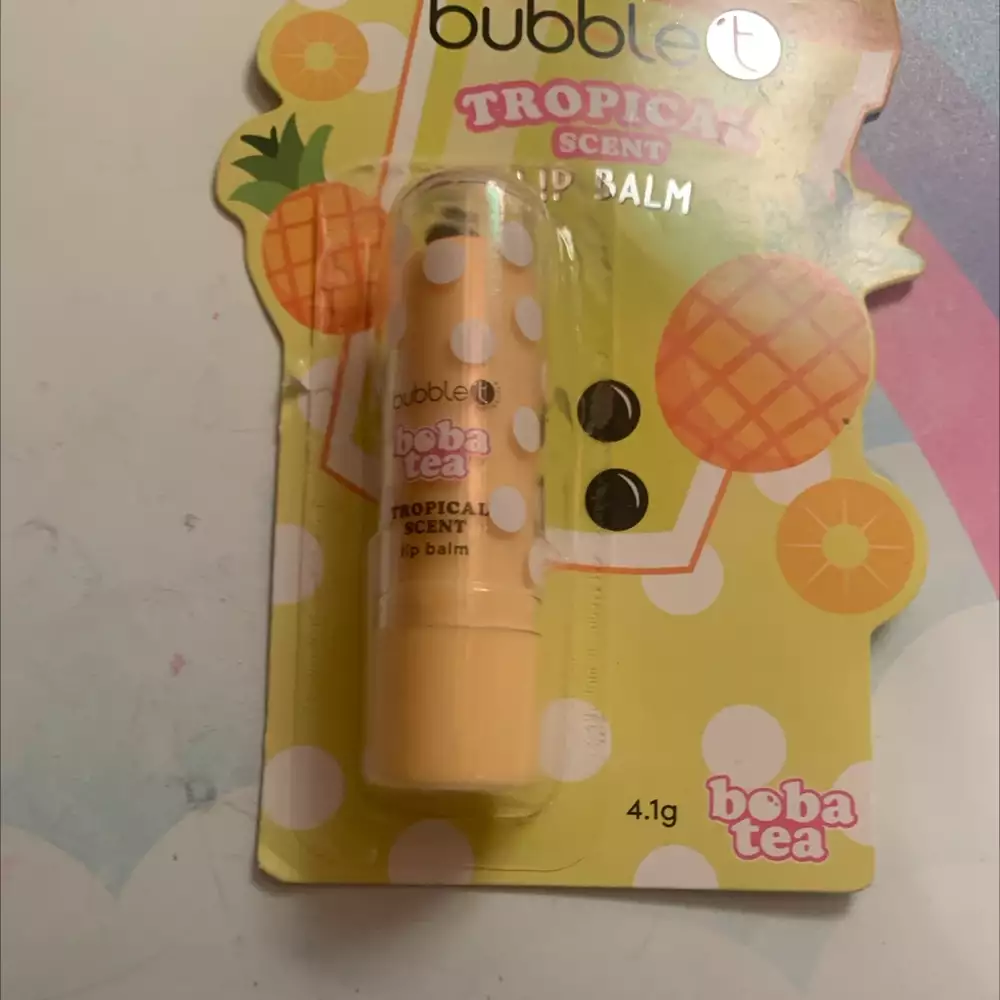 bubble t
TROPICAL
SCENT
LIP BALM
bubble t
boba
tea
TROPICAL
SCENT
lip balm
4.1g
boba
tea